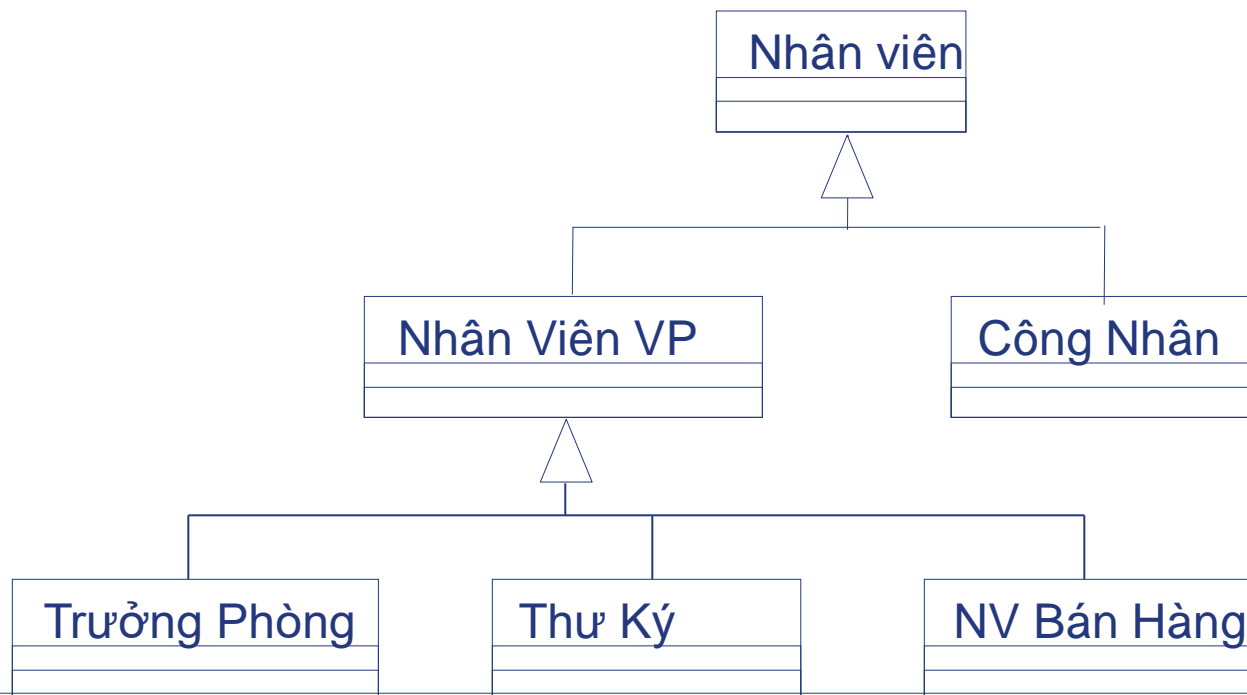 Nhân viên
Nhân Viên VP
Công Nhân
Trưởng Phòng
Thư Ký
NV Bán Hàng